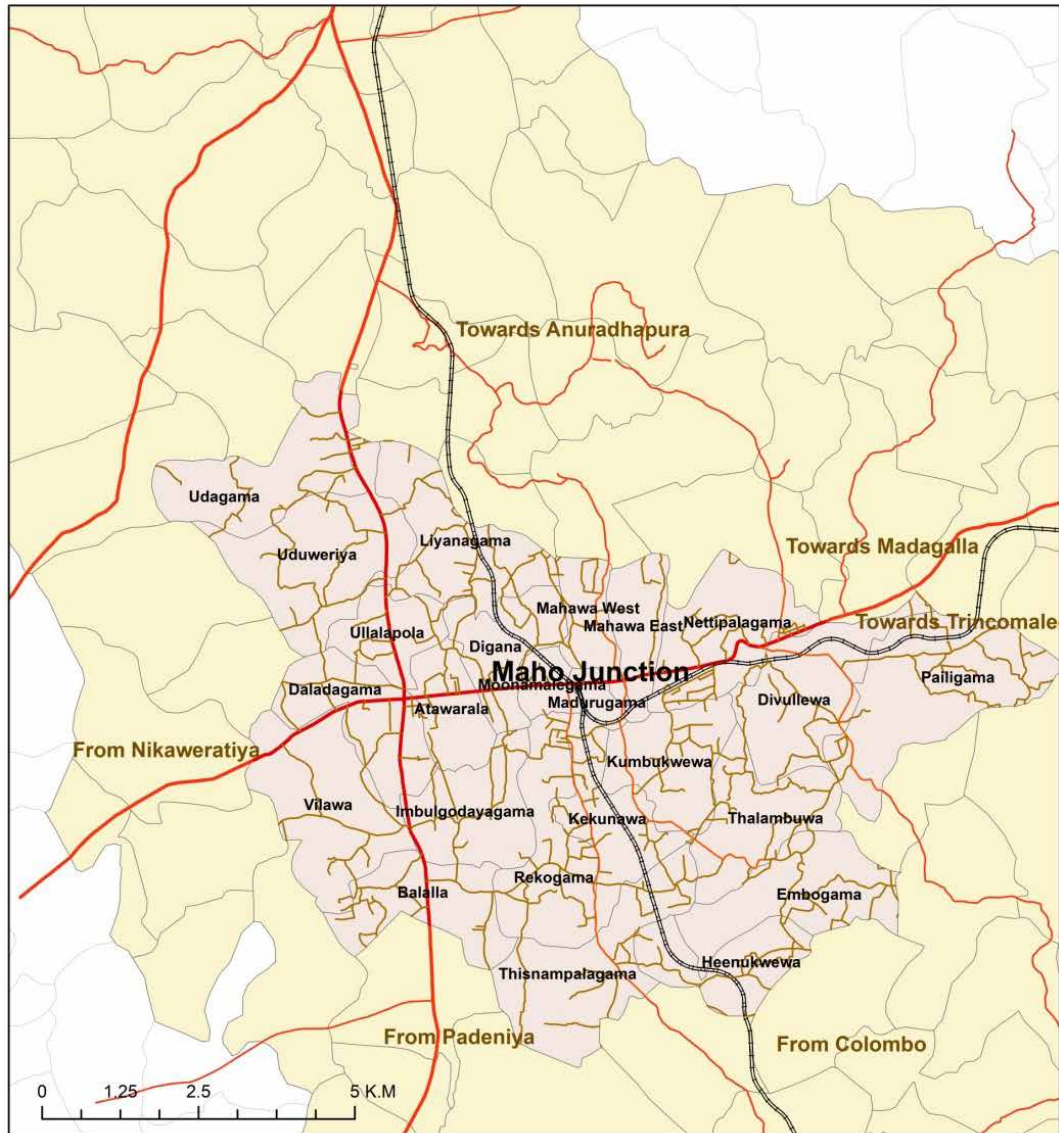 Towards Anuradhapura
Udagama
Uduweriya
Liyanagama
Towards Madagalla
Mahawa West
Mahawa East
Nettipalagama
Towards Trincomalee
Ullalapola
Digana
Maho Junction
Daladagama
Moonamalegama
Pailigama
Atawarala
Madurugama
Divullewa
From Nikaweratiya
Kumbukwewa
Vilawa
Imbulgodayagama
Kekunawa
Thalambuwa
Rekogama
Balalla
Embogama
Thisnampalagama
Heenukwewa
From Padeniya
From Colombo
0 1.25 2.5 5 K.M